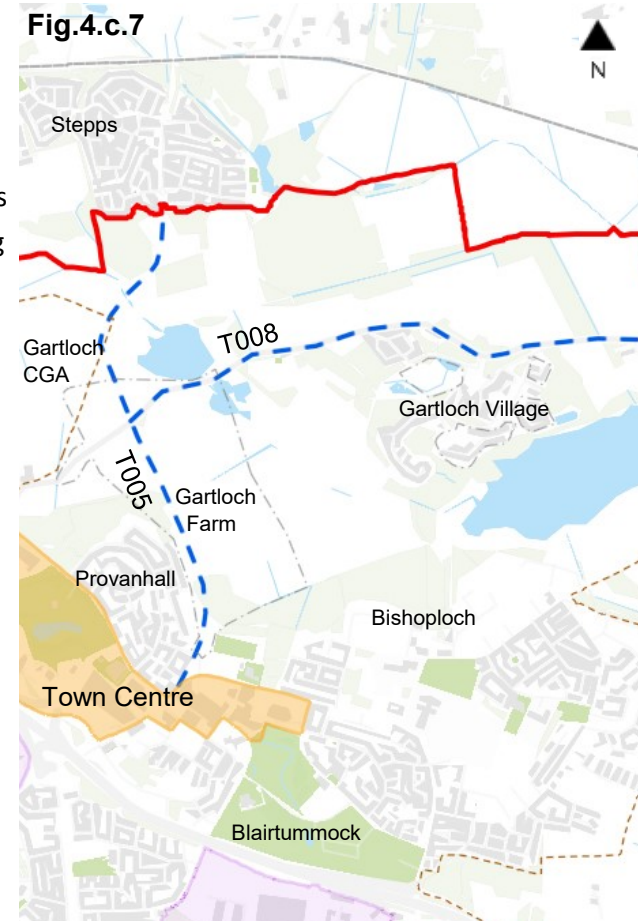 Fig.4.c.7
N
Stepps
s
g
T008
Gartloch
CGA
Gartloch Village
T005
Gartloch
Farm
Provanhall
Bishoploch
Town Centre
Blairtummock